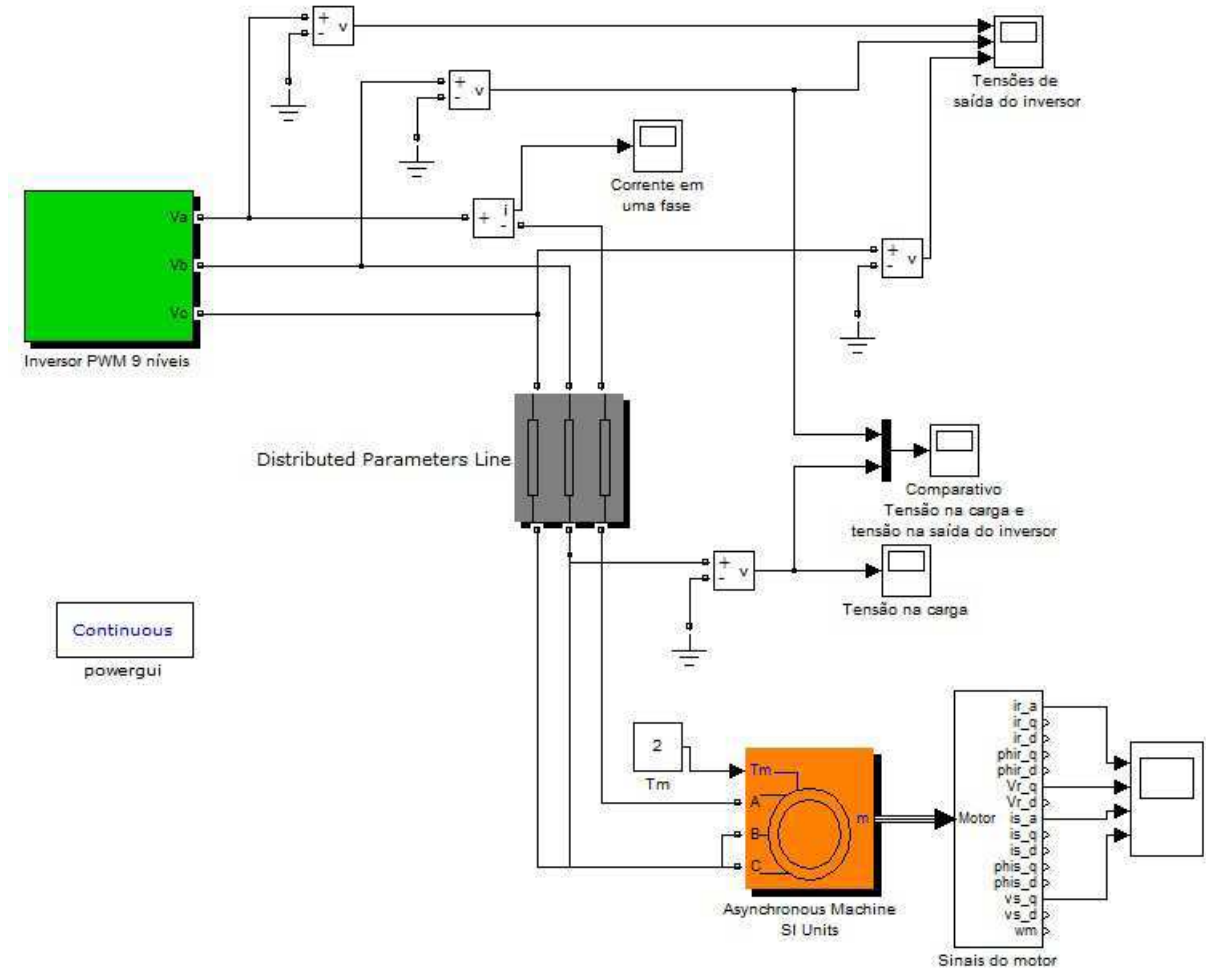 +
-
v
Tensões de
saída do inversor
+
-
v
Corrente em
uma fase
Va
Vb
Vc
Inversor PWM 9 níveis
+
i
-
+
-
v
Distributed Parameters Line
Comparativo
Tensão na carga e
tensão na saída do inversor
+
-
v
Tensão na carga
Continuous
powergui
2
Tm
Tm
A
B
C
m
Asynchronous Machine
SI Units
Motor
ir_a
ir_q
ir_d
phir_q
phir_d
Vr_q
Vr_d
is_a
is_q
is_d
phis_q
phis_d
vs_q
vs_d
wm
Sinais do motor